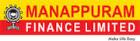 MANAPPURAM
FINANCE LIMITED
Make Life Easy